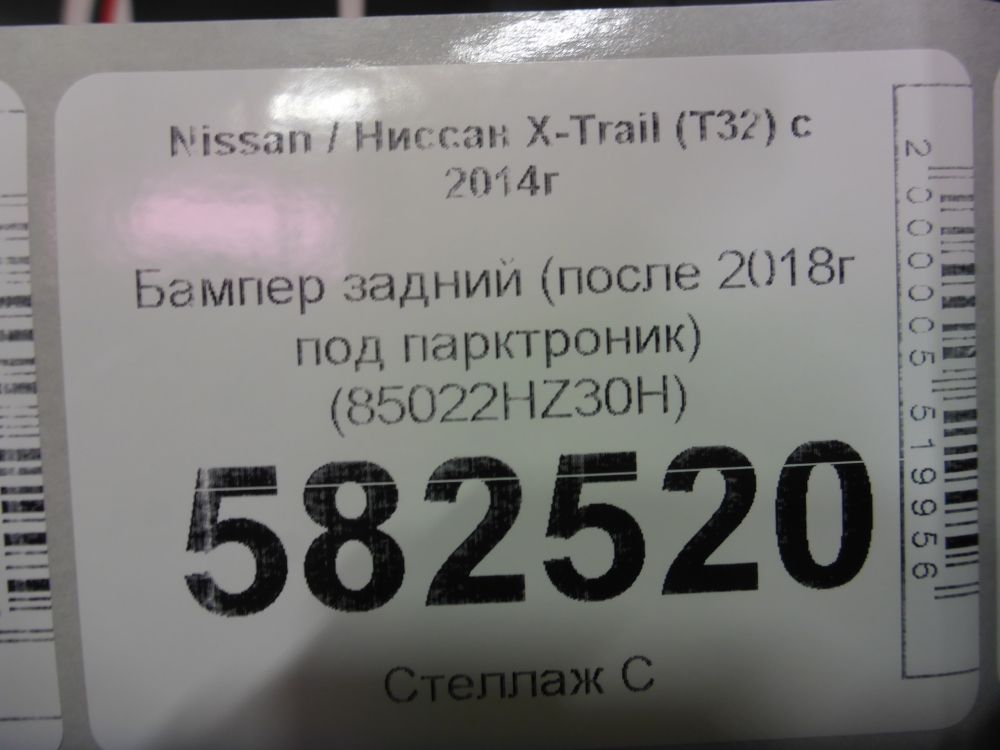 Nissan / Ниссан X-Trail (T32) с
2014г
Бампер задний (после 2018г
под парктроник)
(85022HZ30H)
582520
Стеллаж С
2000005519956